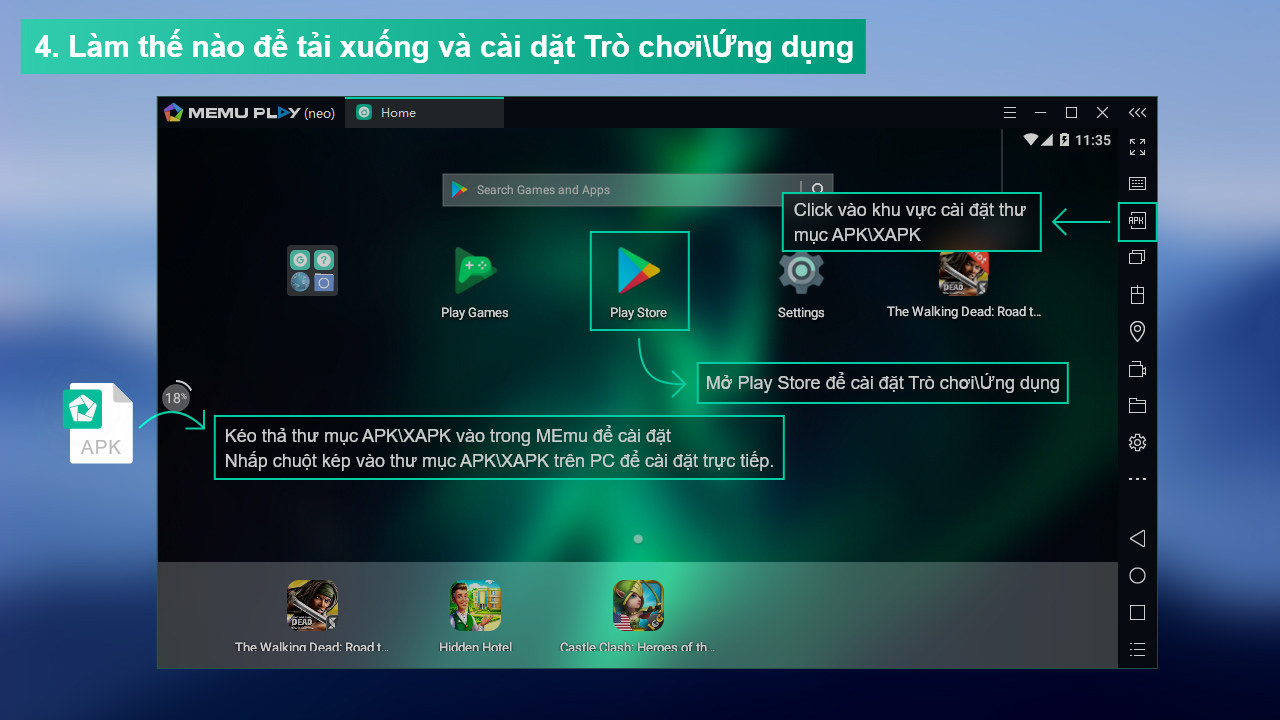 4. Làm thế nào để tải xuống và cài dặt Trò chơi\Ứng dụng
MEMU PLAY (neo)
Home
11:35
Search Games and Apps
Click vào khu vực cài đặt thư
mục APK\XAPK
APK
Play Games
Play Store
Settings
The Walking Dead: Road t...
Mở Play Store để cài đặt Trò chơi\Ứng dụng
18%
APK
Kéo thả thư mục APK\XAPK vào trong MEmu để cài đặt
Nhấp chuột kép vào thư mục APK\XAPK trên PC để cài đặt trực tiếp.
The Walking Dead: Road t...
Hidden Hotel
Castle Clash: Heroes of th...